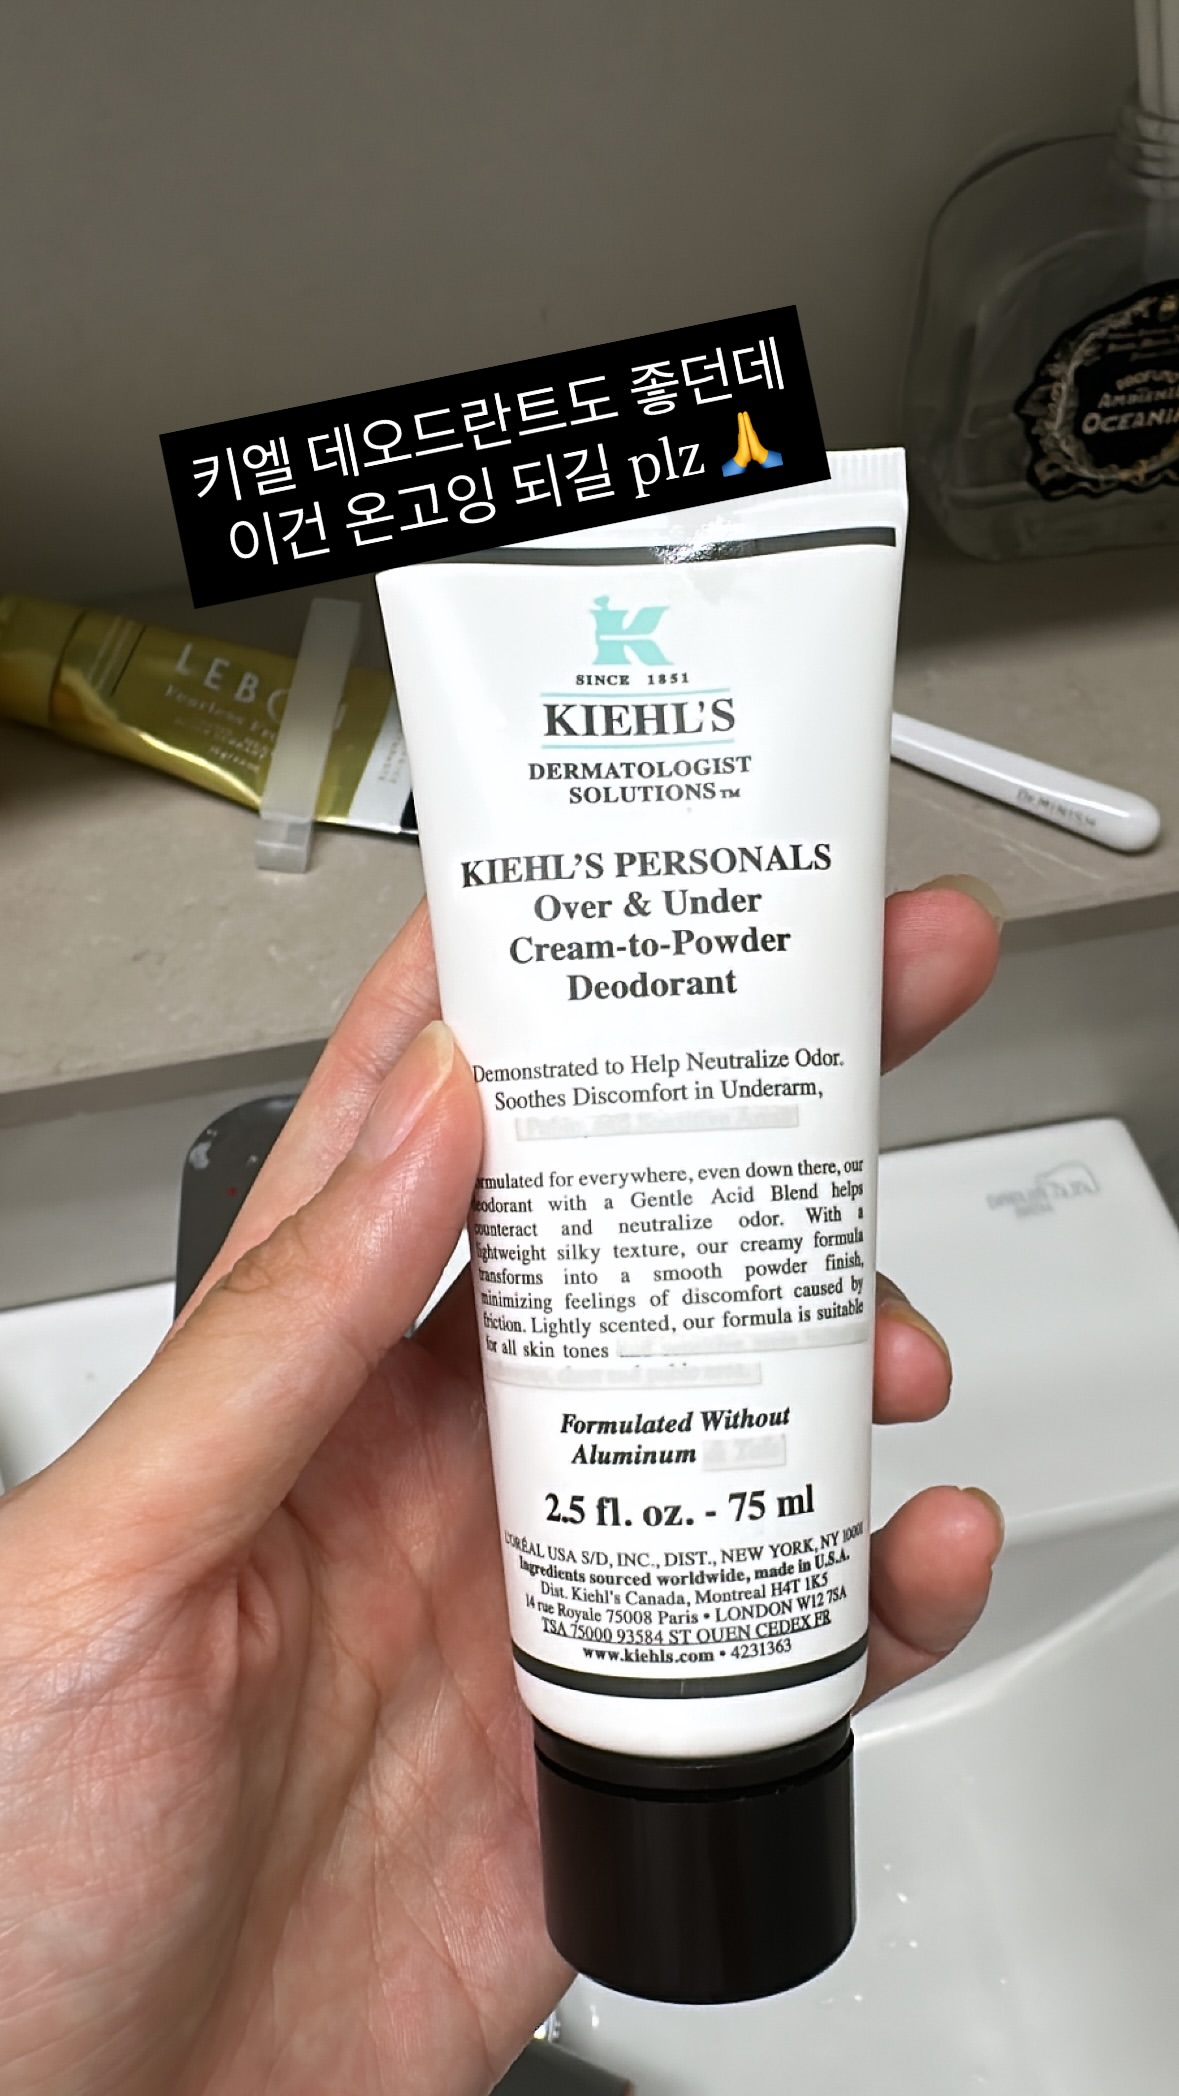 키엘 데오드란트도 좋던데
이건 온고잉 되길 plz 🙏
SINCE 1851
KIEHL'S
DERMATOLOGIST
SOLUTIONS™
KIEHL'S PERSONALS
Over & Under
Cream-to-Powder
Deodorant
Demonstrated to Help Neutralize Odor.
Soothes Discomfort in Underarm,
for everywhere, even down there, our
with a Gentle Acid Blend helps
and neutralize odor. With a
silky texture, our creamy formula
into a smooth powder finish,
minimizing feelings of discomfort caused by
friction. Lightly scented, our formula is suitable
for all skin tones
Formulated Without
Aluminum
2.5 fl. oz. - 75 ml
L'ORÉAL USA S/D, INC., DIST., NEW YORK, NY 10001
Ingredients sourced worldwide, made in U.S.A.
Dist. Kiehl's Canada, Montreal H4T 1K5
14 rue Royale 75008 Paris • LONDON W12 7SA
TSA 75000 93584 ST OUEN CEDEX FR
www.kiehls.com • 4231363
OCEANIA